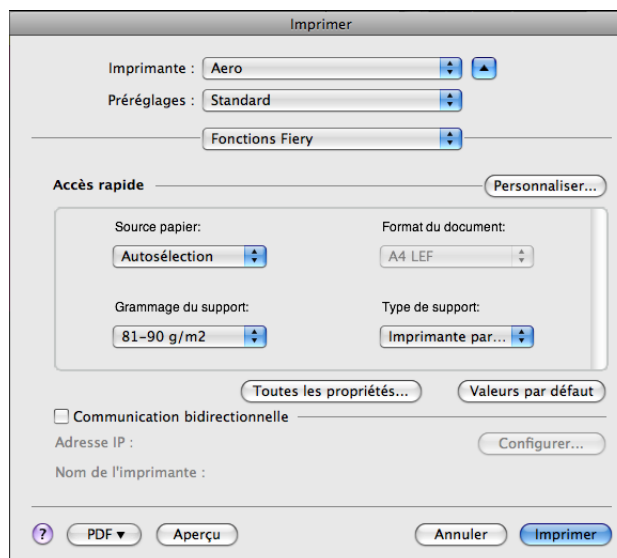 Imprimer
Imprimante : Aero
Préréglages : Standard
Fonctions Fiery
Accès rapide Personnaliser...
Source papier: Format du document:
Autosélection A4 LEF
Grammage du support: Type de support:
81-90 g/m2 Imprimante par...
Toutes les propriétés... Valeurs par défaut
Communication bidirectionnelle
Adresse IP : Configurer...
Nom de l'imprimante :
? PDF ▼ Aperçu Annuler Imprimer